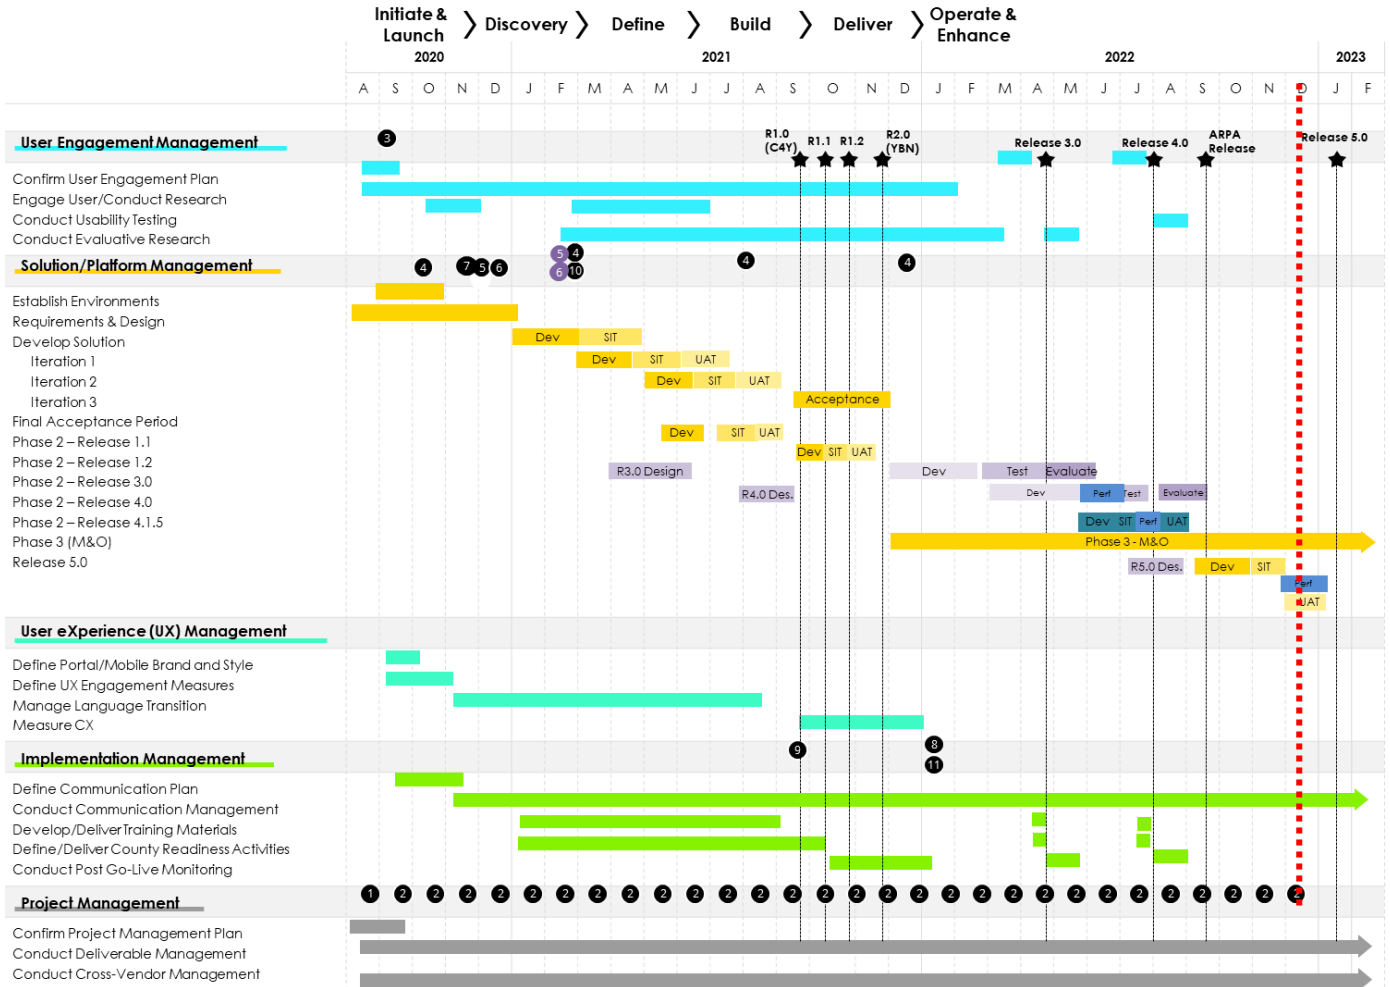 Initiate & Launch
Discovery
Define
Build
Deliver
Operate & Enhance
2020 2021 2022 2023
A S O N D J F M A M J J A S O N D J F M A M J J A S O N D J F
R1.0 (C4Y) R1.1 R1.2 R2.0 (YBN) Release 3.0 Release 4.0 ARPA Release Release 5.0
User Engagement Management 3
Confirm User Engagement Plan
Engage User/Conduct Research
Conduct Usability Testing
Conduct Evaluative Research
Solution/Platform Management 4 7 5 6 5 4 6 10 4 4
Establish Environments
Requirements & Design
Develop Solution Dev SIT
Iteration 1 Dev SIT UAT
Iteration 2 Dev SIT UAT
Iteration 3 Acceptance
Final Acceptance Period
Phase 2 – Release 1.1 Dev SIT UAT
Phase 2 – Release 1.2 Dev SIT UAT
Phase 2 – Release 3.0 R3.0 Design Dev Test Evaluate
Phase 2 – Release 4.0 R4.0 Des. Dev Perf Test Evaluate
Phase 2 – Release 4.1.5 Dev SIT Perf UAT
Phase 3 (M&O) Phase 3 - M&O
Release 5.0 R5.0 Des. Dev SIT
Perf
UAT
User eXperience (UX) Management
Define Portal/Mobile Brand and Style
Define UX Engagement Measures
Manage Language Transition
Measure CX
Implementation Management 9 8 11
Define Communication Plan
Conduct Communication Management
Develop/Deliver Training Materials
Define/Deliver County Readiness Activities
Conduct Post Go-Live Monitoring
Project Management 1 2 2 2 2 2 2 2 2 2 2 2 2 2 2 2 2 2 2 2 2 2 2 2 2 2 2 2 2 2
Confirm Project Management Plan
Conduct Deliverable Management
Conduct Cross-Vendor Management